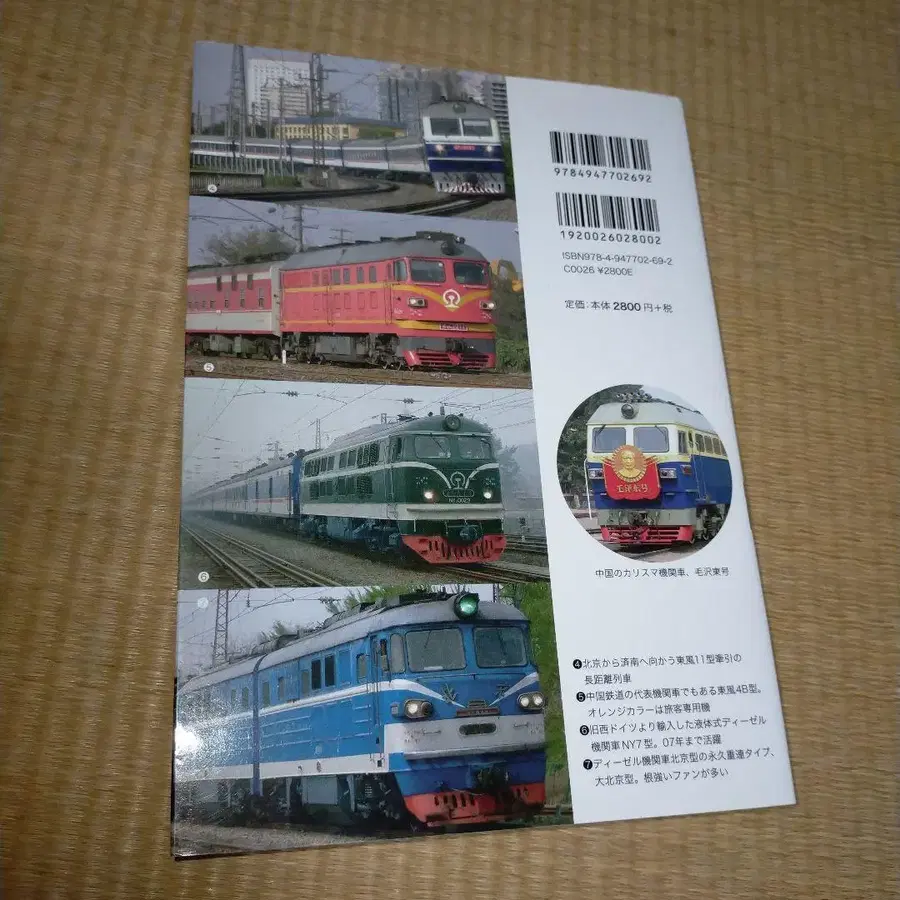 9784947702692
1920026028002
ISBN978-4-947702-69-2
C0026 ¥2800E
定価:本体2800円+税
毛沢东号
中国のカリスマ機関車、毛沢東号
❹北京から済南へ向かう東風11型牽引の
長距離列車
❺中国鉄道の代表機関車でもある東風4B型。
オレンジカラーは旅客専用機
❻旧西ドイツより輸入した液体式ディーゼル
機関車NY7型。07年まで活躍
❼ディーゼル機関車北京型の永久重連タイプ、
大北京型。根強いファンが多い
4
5
6
7